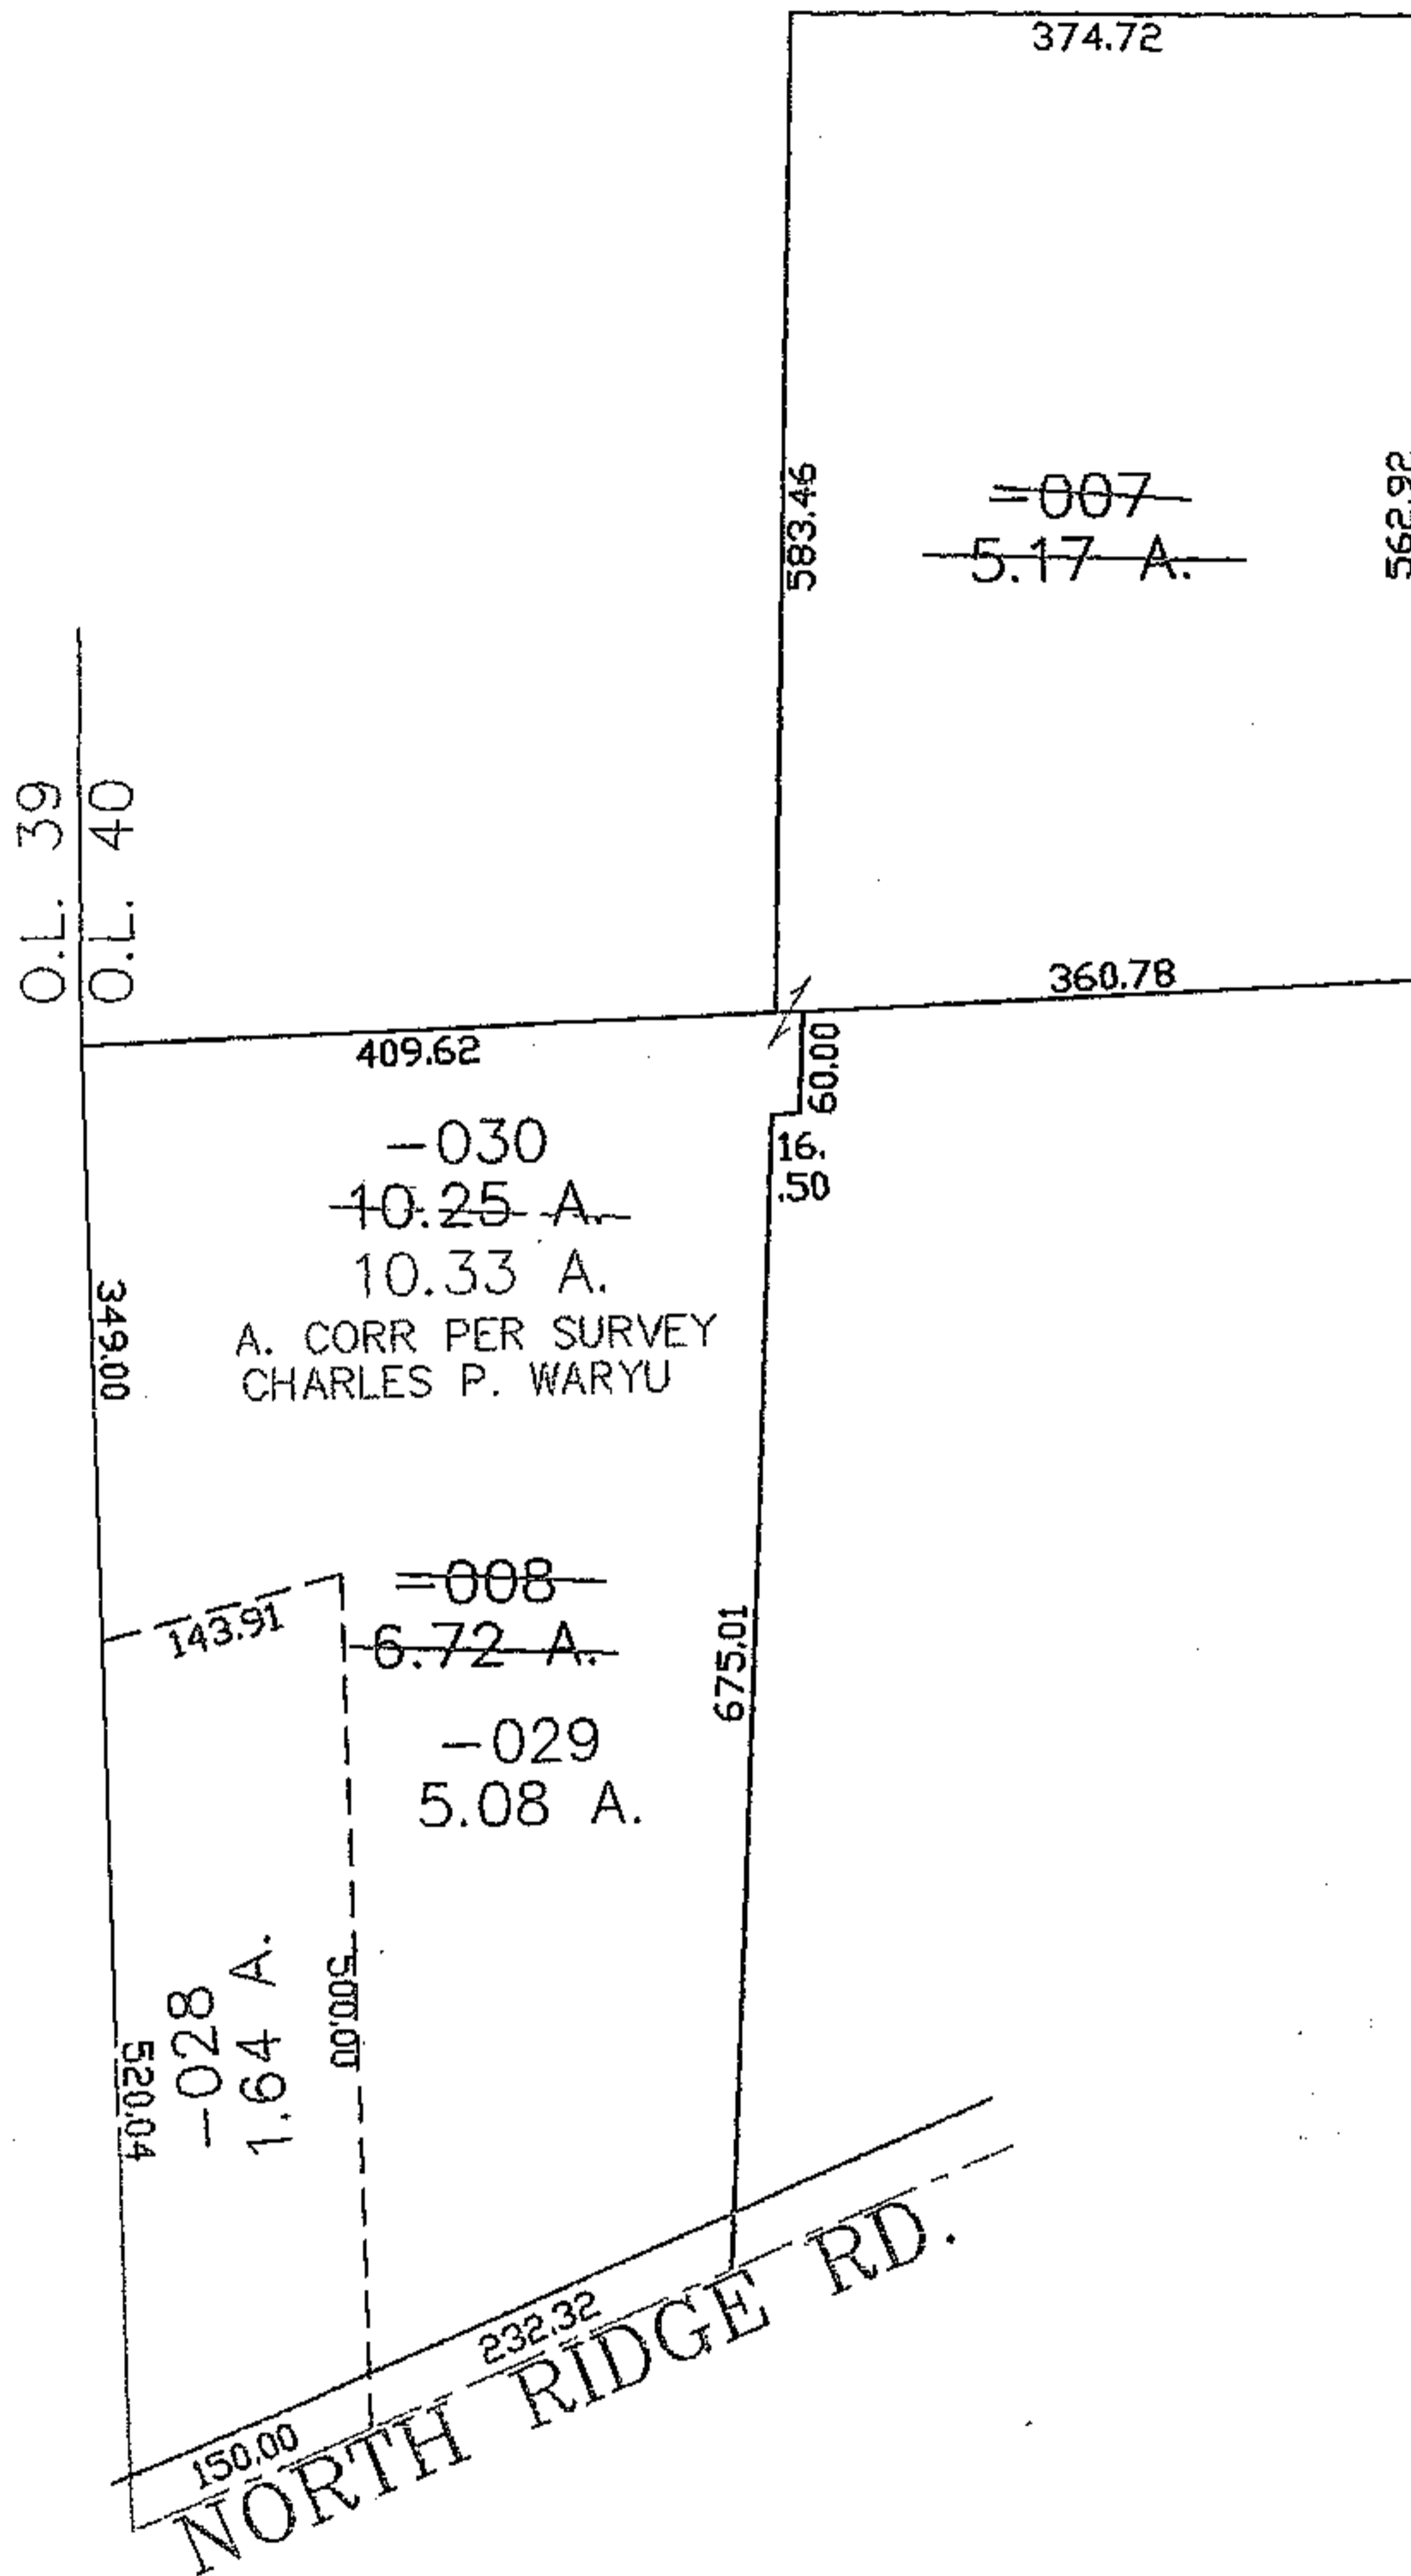 374.72
583.46
-007
5.17 A.
562.92
O.L. 39
O.L. 40
360.78
409.62
60.00
16.
.50
-030
10.25 A.
10.33 A.
A. CORR PER SURVEY
CHARLES P. WARYU
349.00
143.91
-008
6.72 A.
675.01
-029
5.08 A.
-028
1.64 A.
500.00
520.04
232.32
150.00
NORTH RIDGE RD.